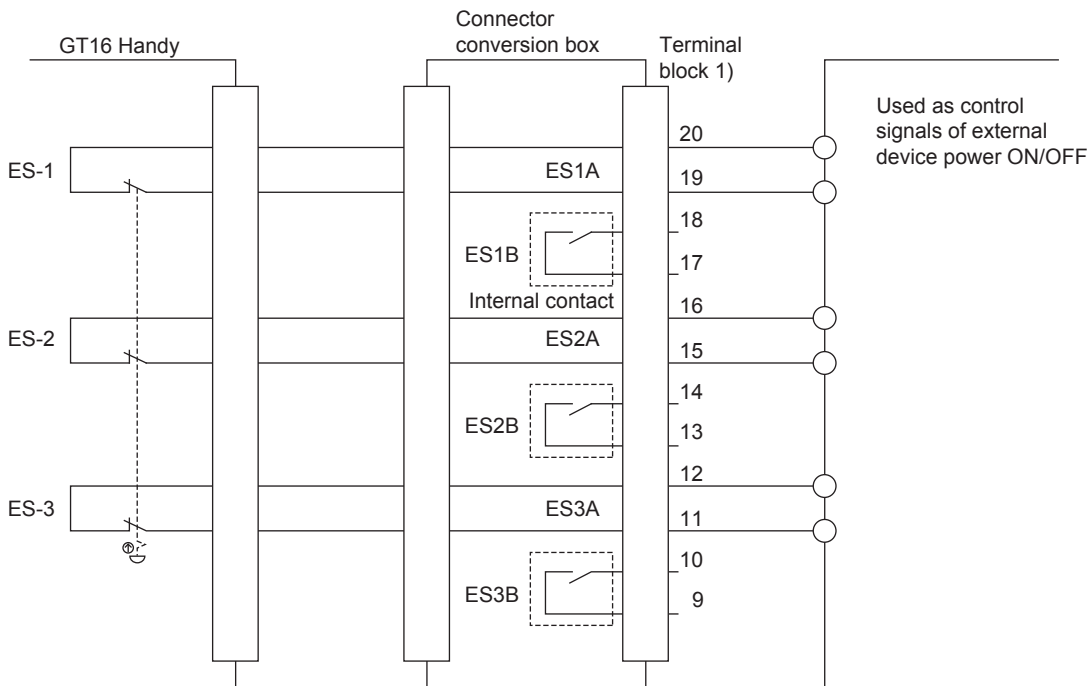 GT16 Handy
Connector
conversion box
Terminal
block 1)
Used as control
signals of external
device power ON/OFF
20
ES-1
ES1A
19
18
ES1B
17
Internal contact
16
ES-2
ES2A
15
14
ES2B
13
12
ES-3
ES3A
11
10
ES3B
9